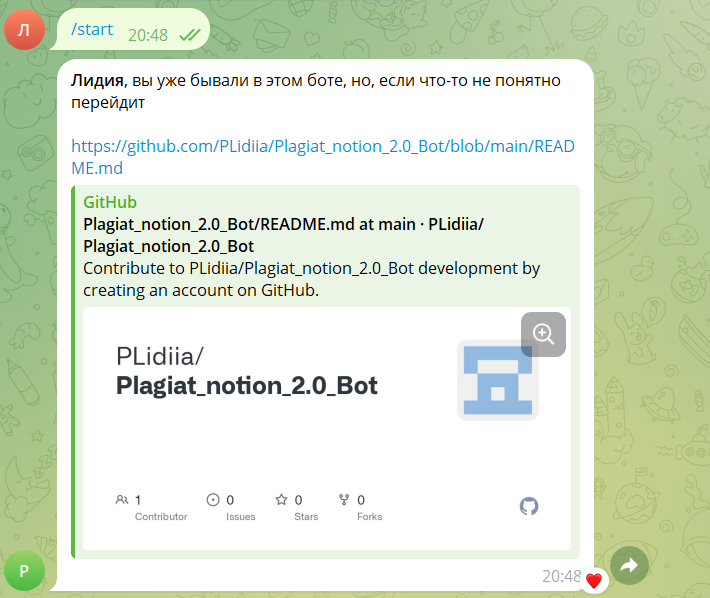 Л
/start 20:48
Лидия, вы уже бывали в этом боте, но, если что-то не понятно
перейдит
https://github.com/PLidiia/Plagiat_notion_2.0_Bot/blob/main/READ
ME.md
GitHub
Plagiat_notion_2.0_Bot/README.md at main · PLidiia/
Plagiat_notion_2.0_Bot
Contribute to PLidiia/Plagiat_notion_2.0_Bot development by
creating an account on GitHub.
PLidiia/
Plagiat_notion_2.0_Bot
1 0 0 0
Contributor Issues Stars Forks
P
20:48